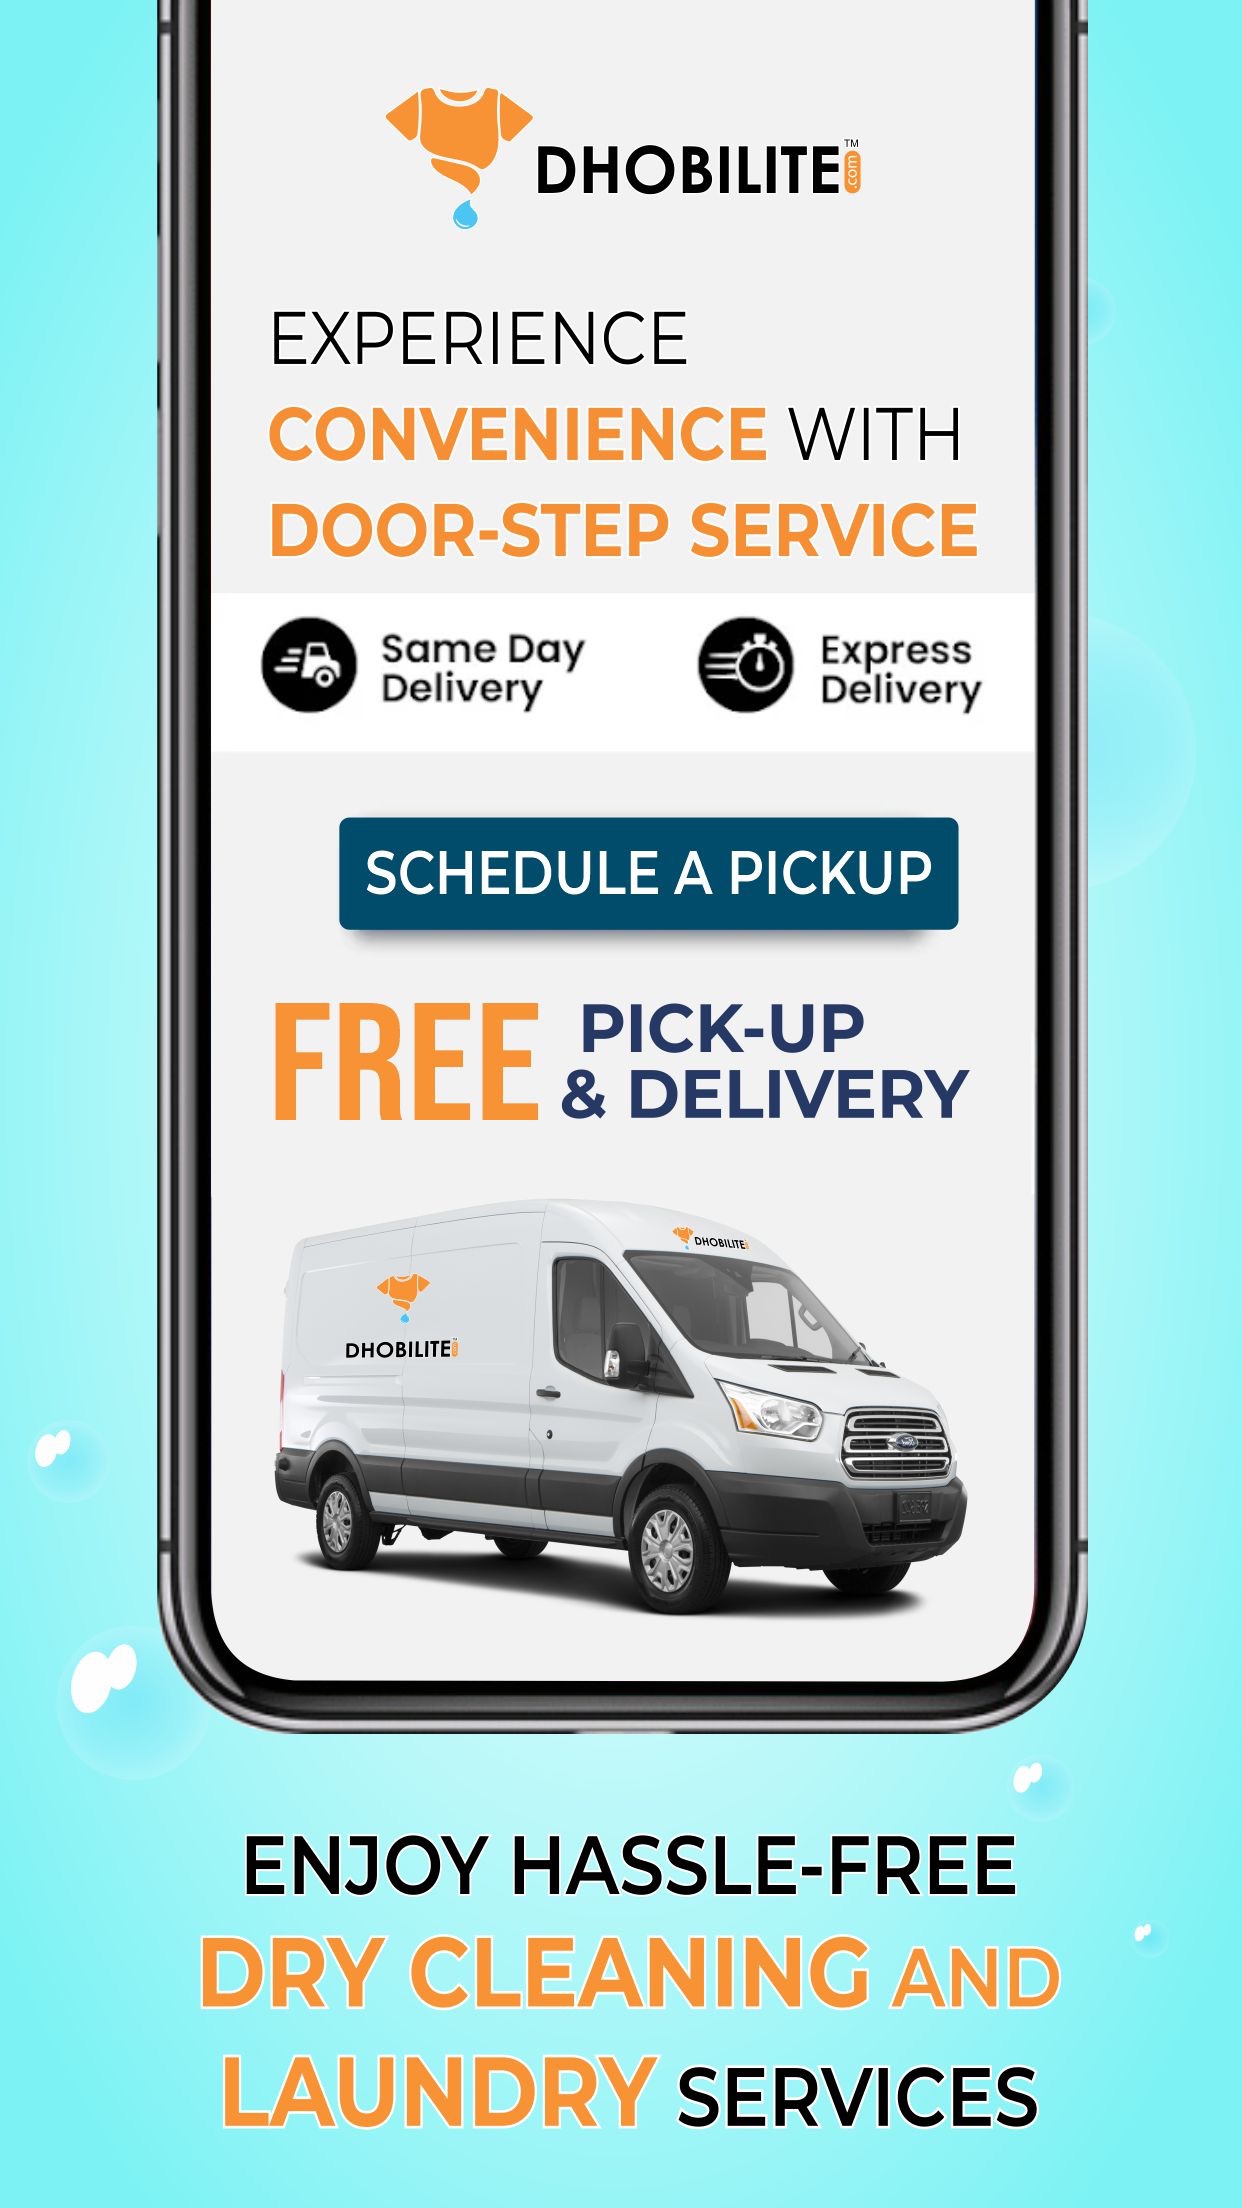 DHOBILITE.com™
EXPERIENCE
CONVENIENCE WITH
DOOR-STEP SERVICE
Same Day
Delivery
Express
Delivery
SCHEDULE A PICKUP
FREE PICK-UP
& DELIVERY
DHOBILITE
DHOBILITE
ENJOY HASSLE-FREE
DRY CLEANING AND
LAUNDRY SERVICES